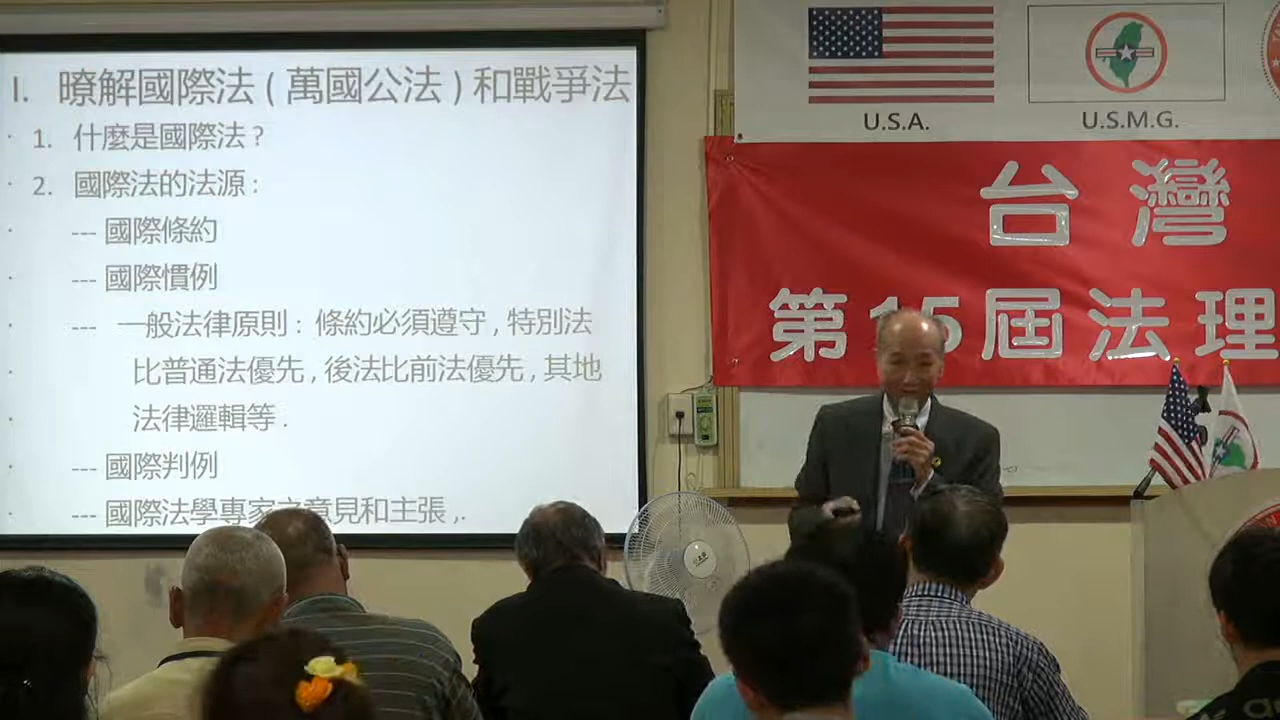 I. 瞭解國際法 ( 萬國公法 ) 和戰爭法
1. 什麼是國際法 ?
2. 國際法的法源 :
--- 國際條約
--- 國際慣例
--- 一般法律原則 : 條約必須遵守 , 特別法
比普通法優先 , 後法比前法優先 , 其地
法律邏輯等 .
--- 國際判例
--- 國際法學專家之意見和主張 ,.
U.S.A.
U.S.M.G.
台灣
第15屆法理